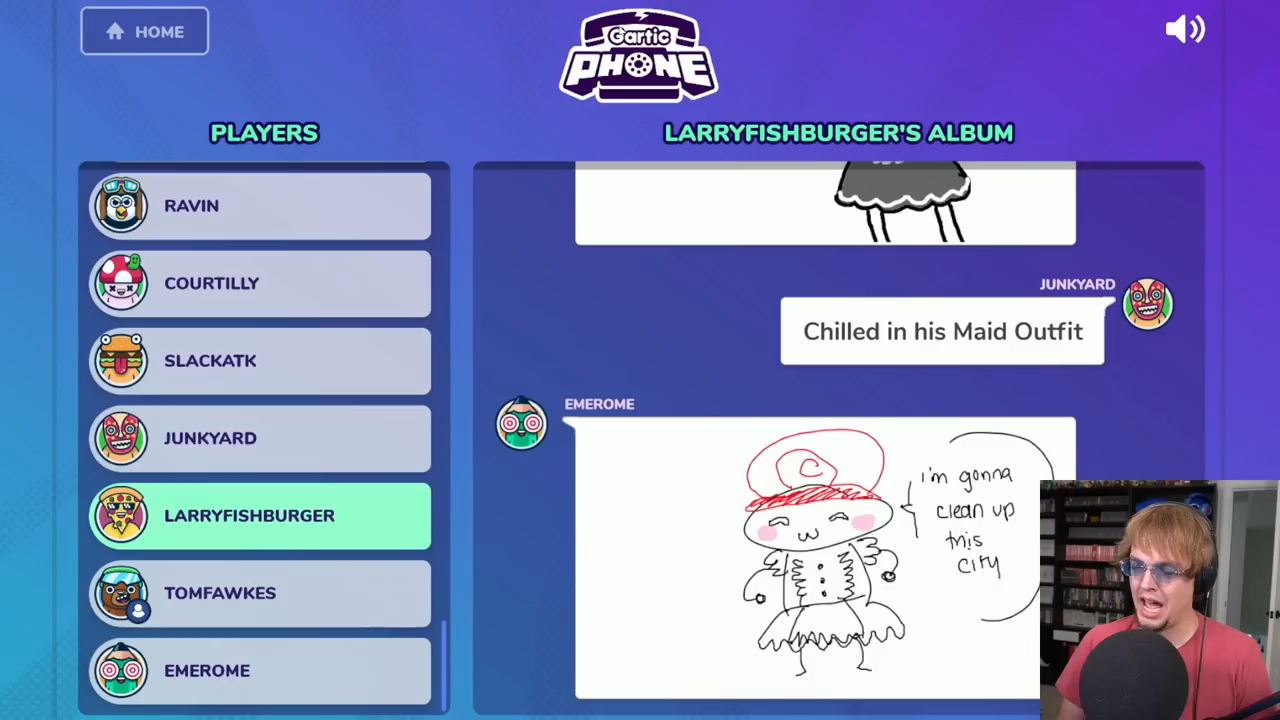 HOME
Gartic
PHONE
PLAYERS
LARRYFISHBURGER'S ALBUM
RAVIN
COURTILLY
SLACKATK
JUNKYARD
LARRYFISHBURGER
TOMFAWKES
EMEROME
JUNKYARD
Chilled in his Maid Outfit
EMEROME
i'm gonna
clean up
this
city